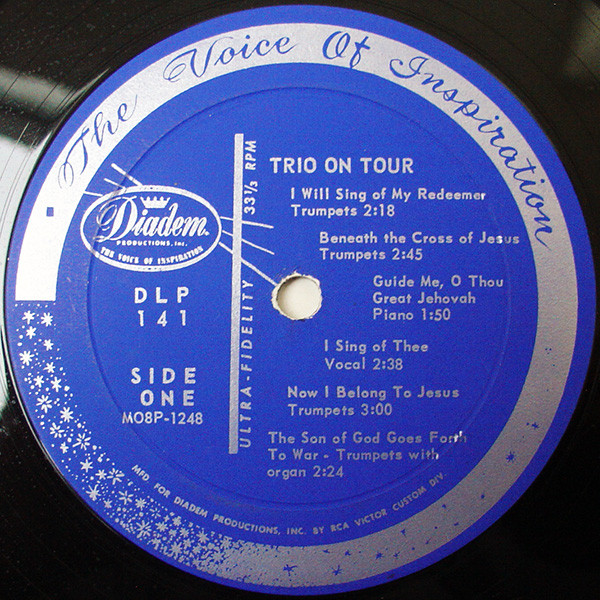 The Voice Of Inspiration
Diadem
PRODUCTIONS, Inc.
THE VOICE OF INSPIRATION
DLP
141
SIDE
ONE
MO8P-1248
ULTRA-FIDELITY 33 1/3 RPM
TRIO ON TOUR
I Will Sing of My Redeemer
Trumpets 2:18
Beneath the Cross of Jesus
Trumpets 2:45
Guide Me, O Thou
Great Jehovah
Piano 1:50
I Sing of Thee
Vocal 2:38
Now I Belong To Jesus
Trumpets 3:00
The Son of God Goes Forth
To War - Trumpets with
organ 2:24
MFD. FOR DIADEM PRODUCTIONS, INC. BY RCA VICTOR CUSTOM DIV.